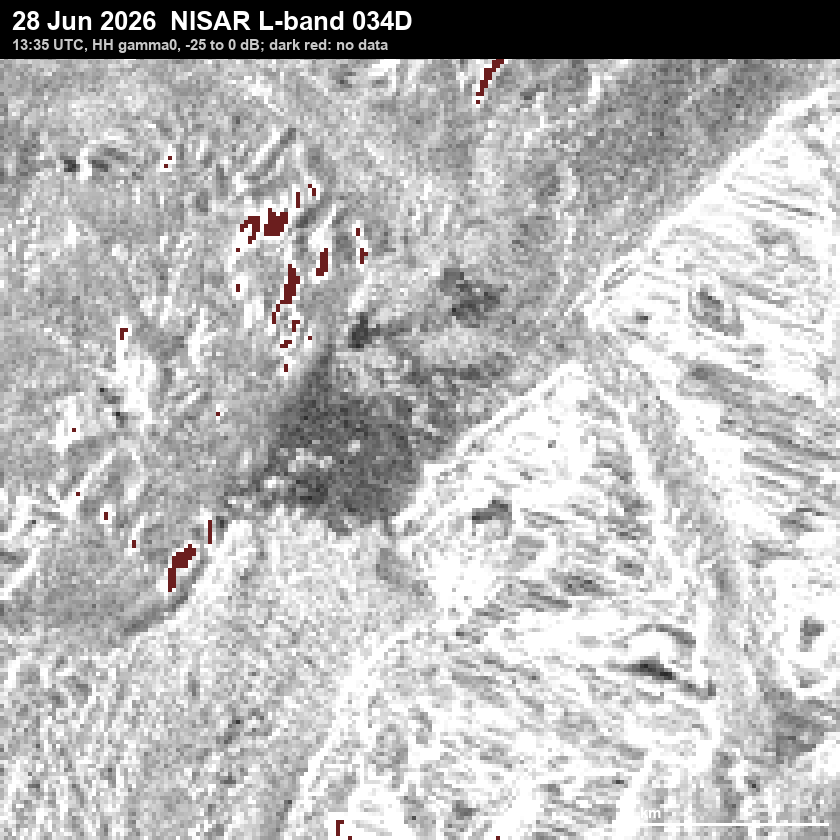 28 Jun 2026  NISAR L-band 034D
13:35 UTC, HH gamma0, -25 to 0 dB; dark red: no data
km